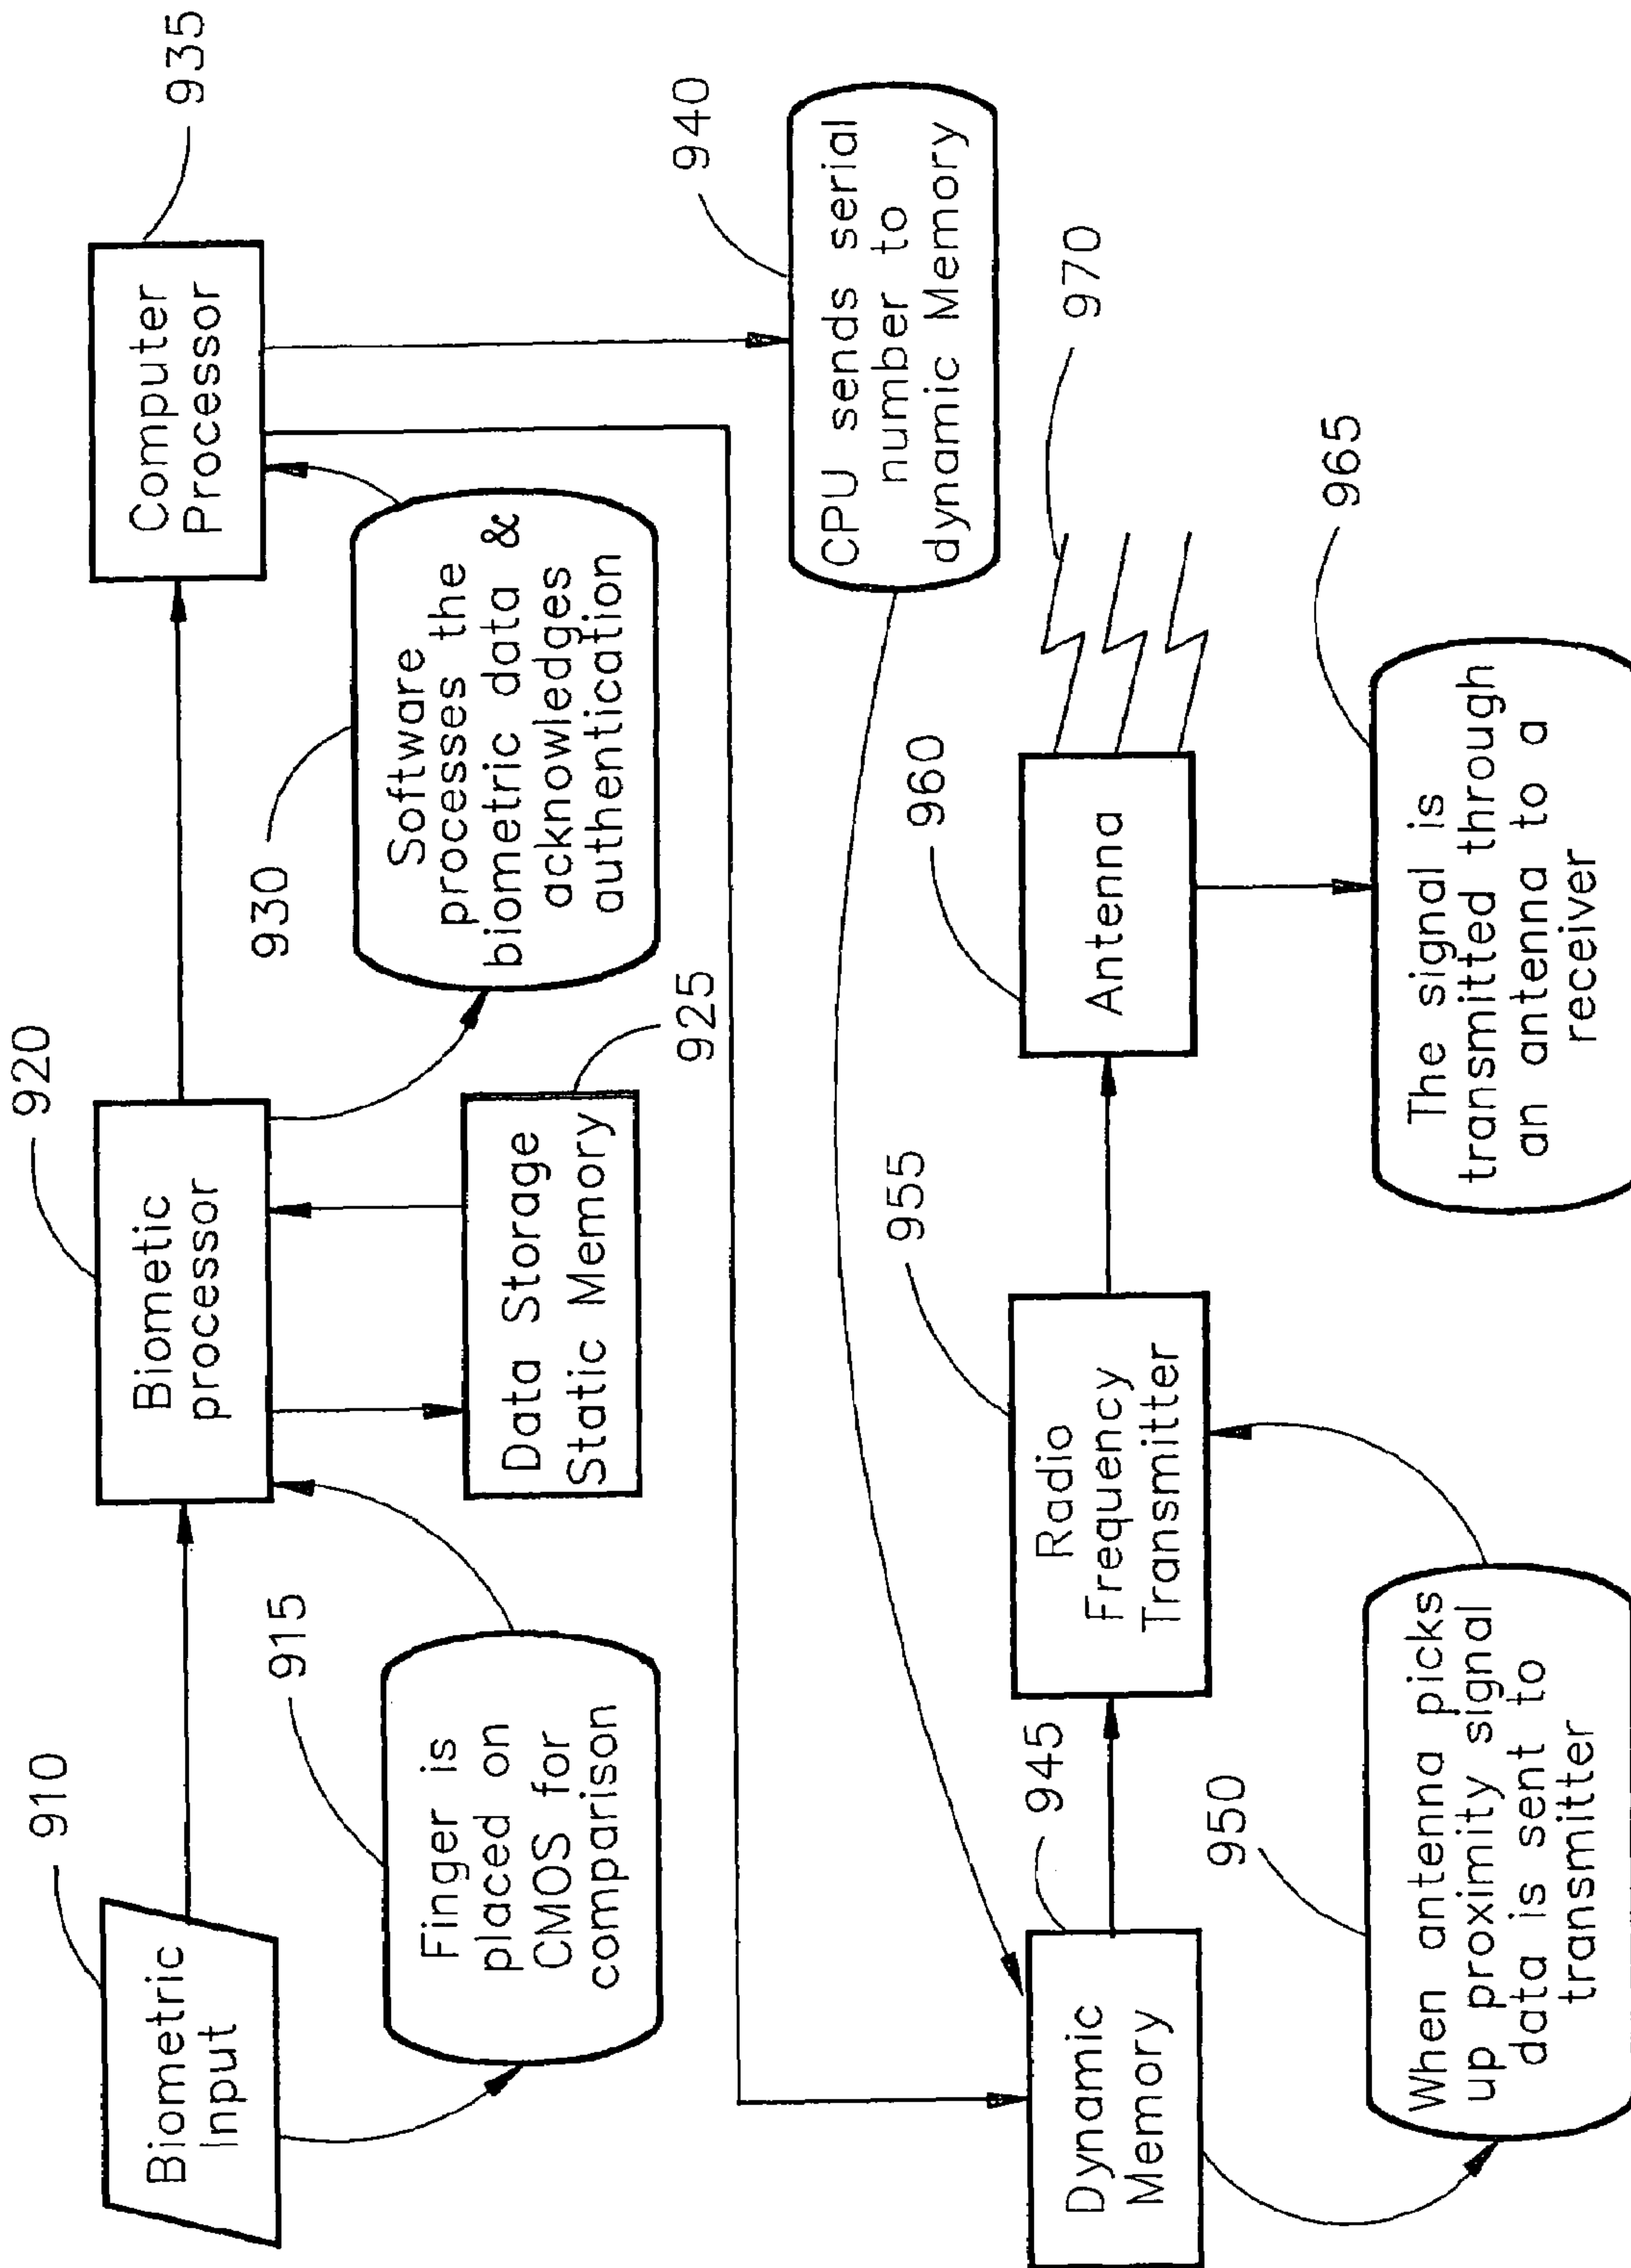 910
Biometric
Input
915
Finger is
placed on
CMOS for
comparison
920
Biometic
processor
925
Data Storage
Static Memory
930
Software
processes the
biometric data &
acknowledges
authentication
935
Computer
Processor
940
CPU sends serial
number to
dynamic Memory
945
Dynamic
Memory
950
When antenna picks
up proximity signal
data is sent to
transmitter
955
Radio
Frequency
Transmitter
960
Antenna
970
965
The signal is
transmitted through
an antenna to a
receiver